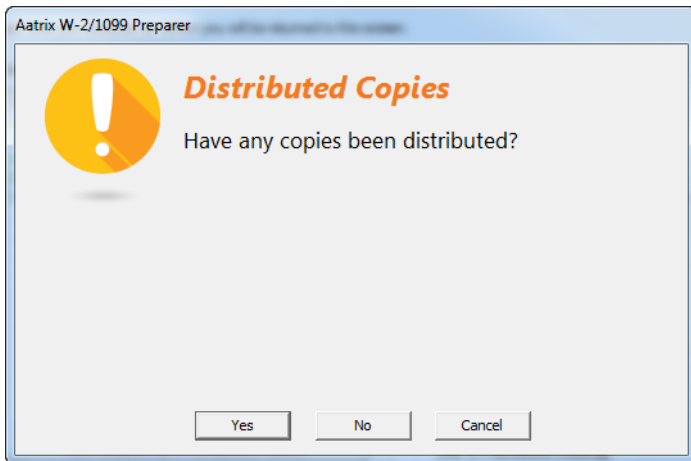 Aatrix W-2/1099 Preparer
Distributed Copies
Have any copies been distributed?
Yes
No
Cancel